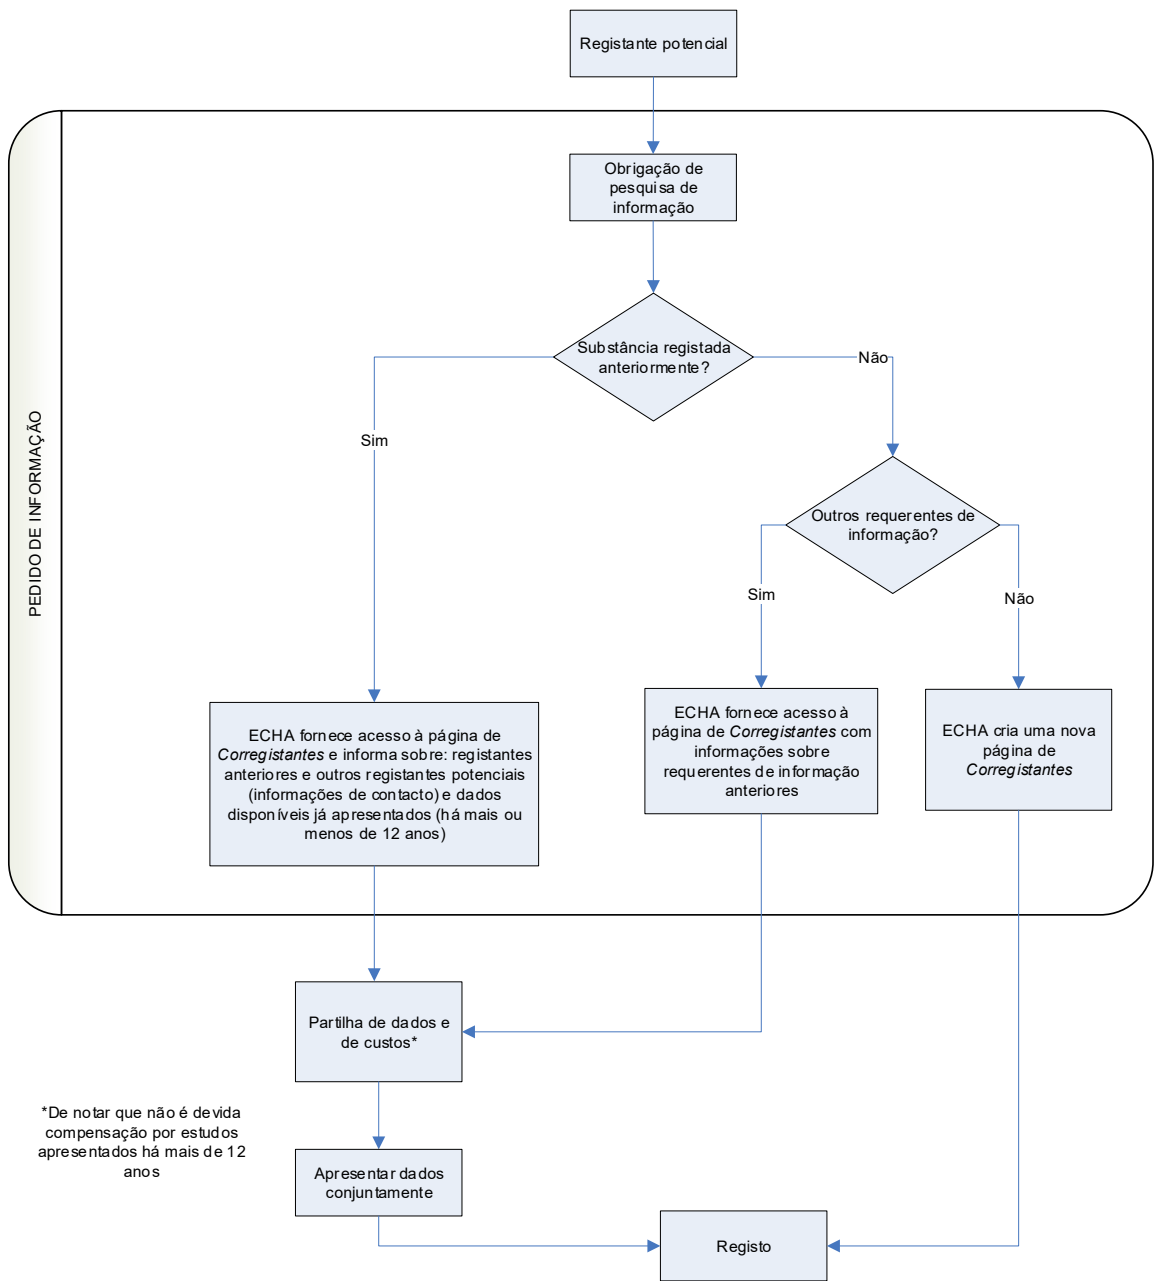 Registante potencial
PEDIDO DE INFORMAÇÃO
Obrigação de
pesquisa de
informação
Substância registada
anteriormente?
Não
Sim
Outros requerentes de
informação?
Sim
Não
ECHA fornece acesso à página de
Corregistantes e informa sobre: registantes
anteriores e outros registantes potenciais
(informações de contacto) e dados
disponíveis já apresentados (há mais ou
menos de 12 anos)
ECHA fornece acesso à
página de Corregistantes com
informações sobre
requerentes de informação
anteriores
ECHA cria uma nova
página de
Corregistantes
Partilha de dados e
de custos*
*De notar que não é devida
compensação por estudos
apresentados há mais de 12
anos
Apresentar dados
conjuntamente
Registo